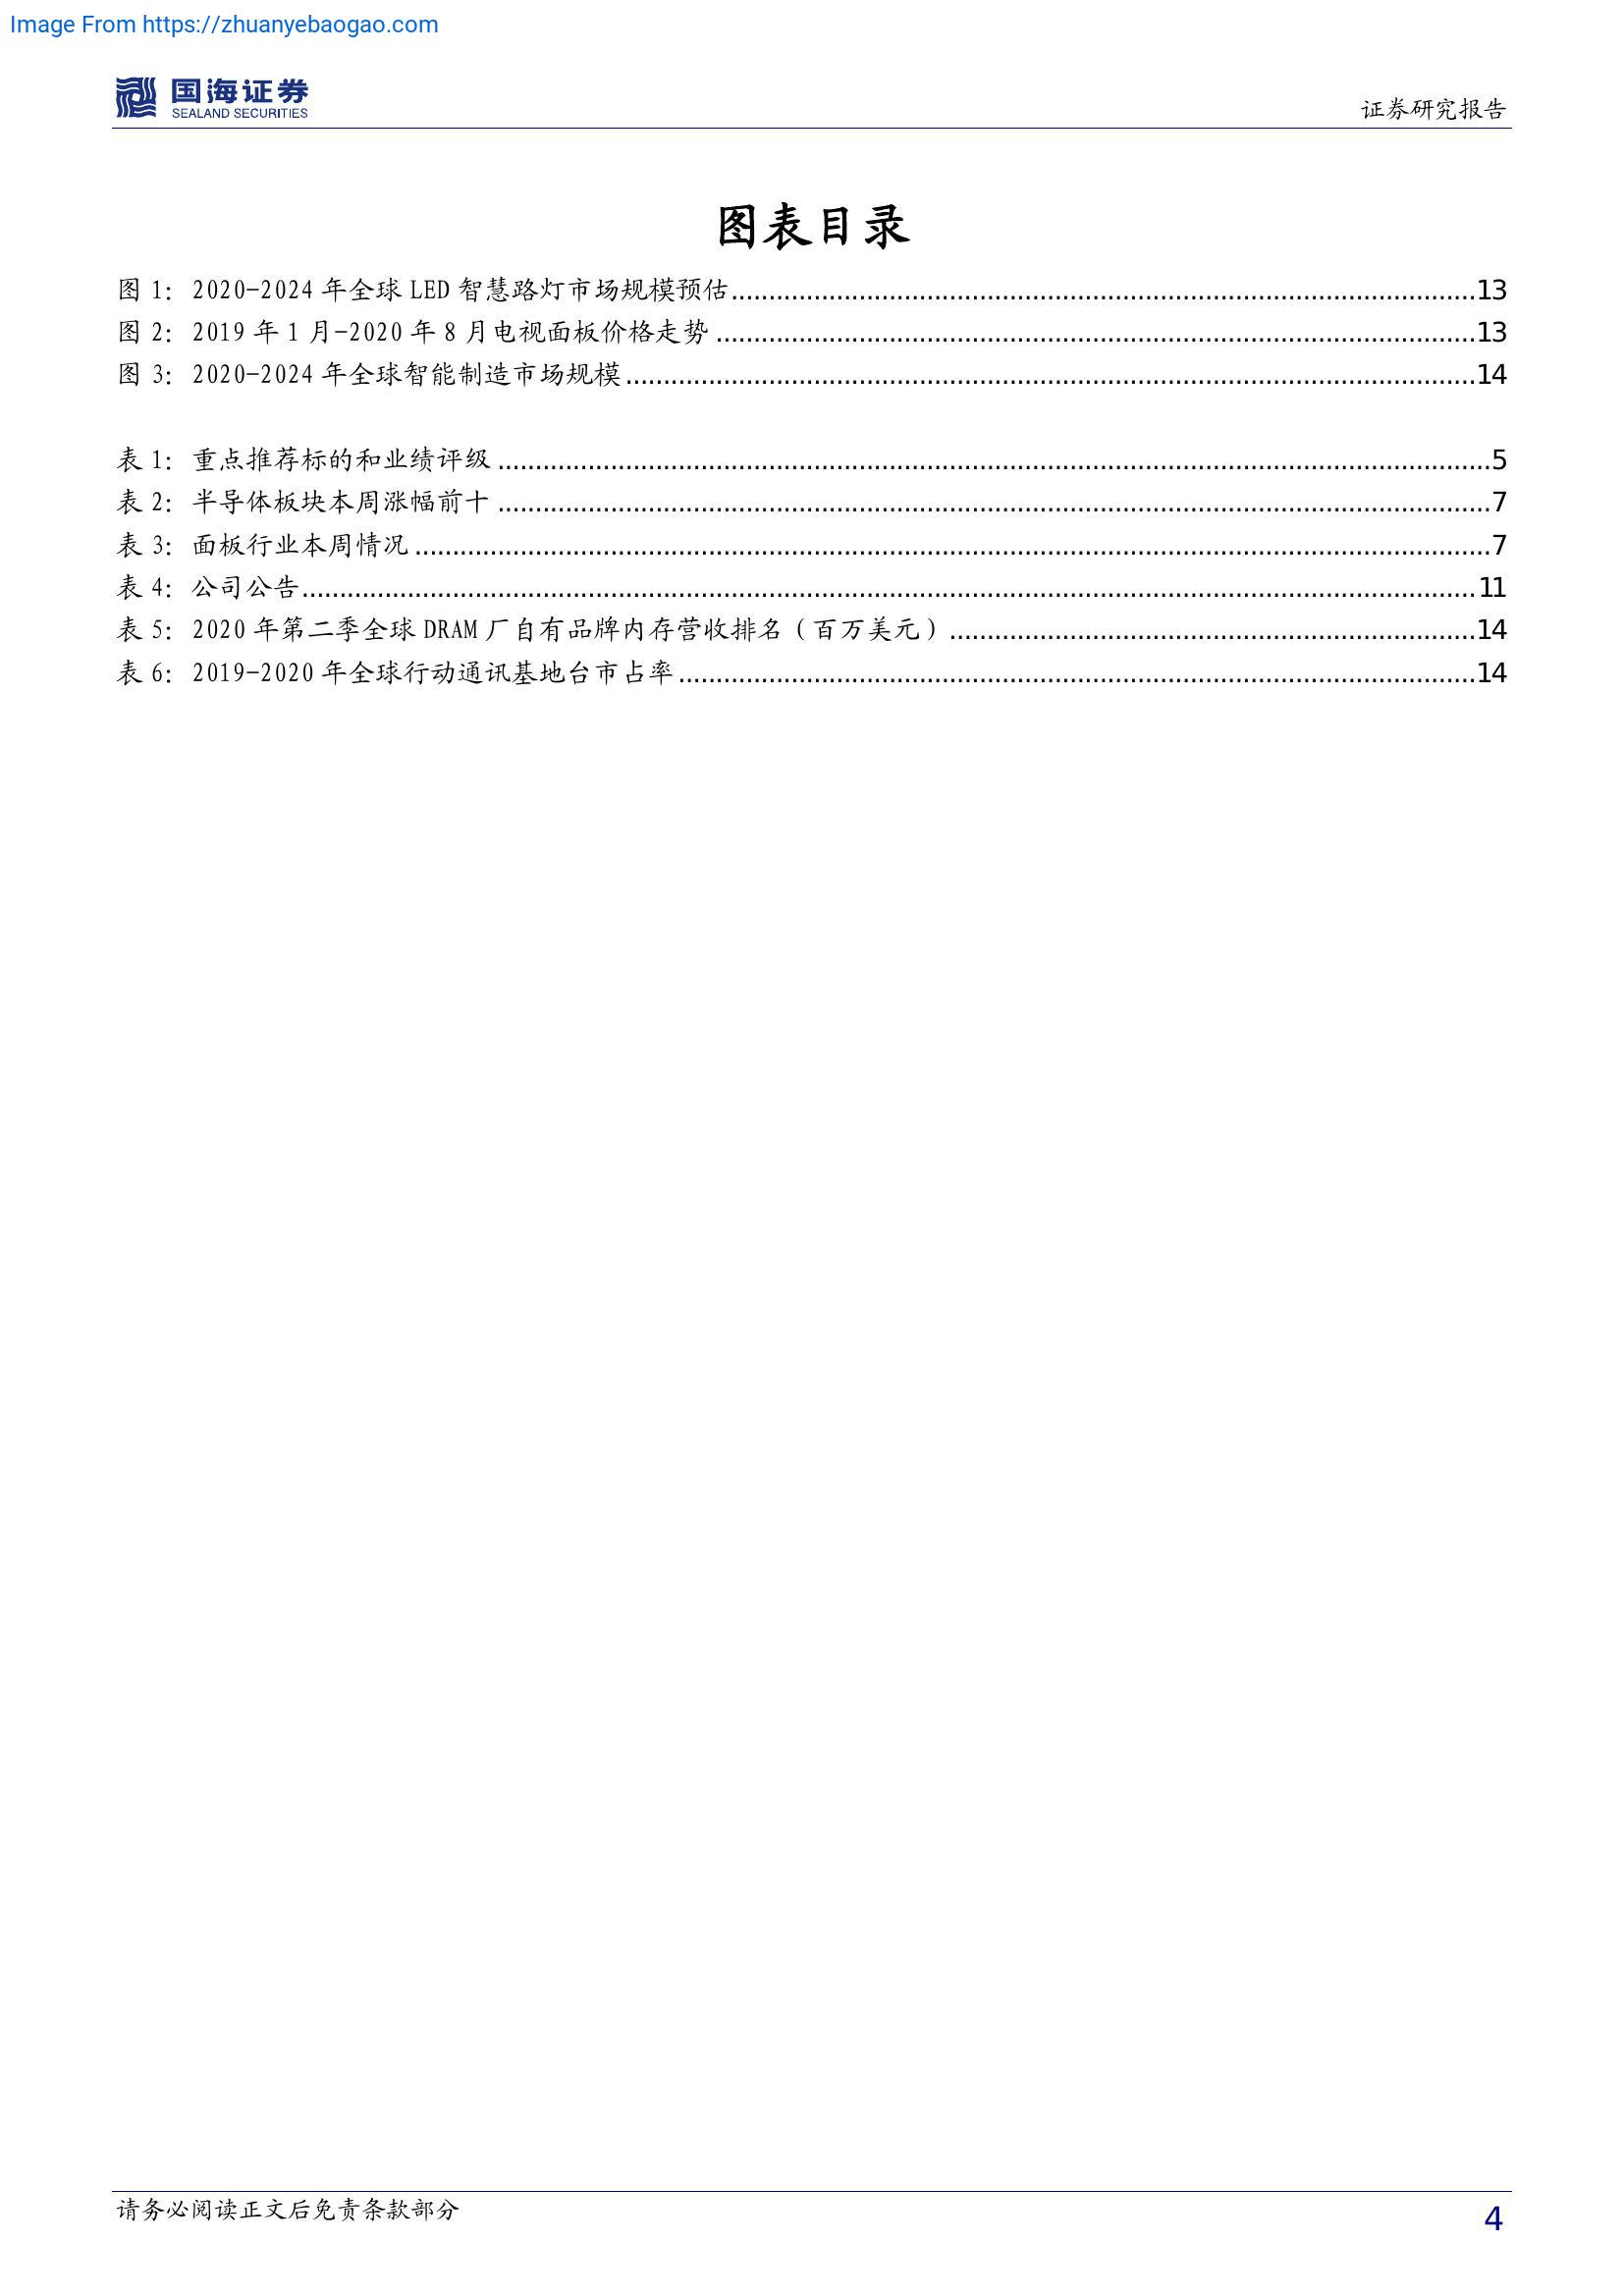 Image From https://zhuanyebaogao.com
国海证券
SEALAND SECURITIES
证券研究报告
图表目录
图 1: 2020-2024 年全球 LED 智慧路灯市场规模预估......13
图 2: 2019 年 1 月-2020 年 8 月电视面板价格走势......13
图 3: 2020-2024 年全球智能制造市场规模......14
表 1: 重点推荐标的和业绩评级......5
表 2: 半导体板块本周涨幅前十......7
表 3: 面板行业本周情况......7
表 4: 公司公告......11
表 5: 2020 年第二季全球 DRAM 厂自有品牌内存营收排名（百万美元）......14
表 6: 2019-2020 年全球行动通讯基地台市占率......14
请务必阅读正文后免责条款部分
4